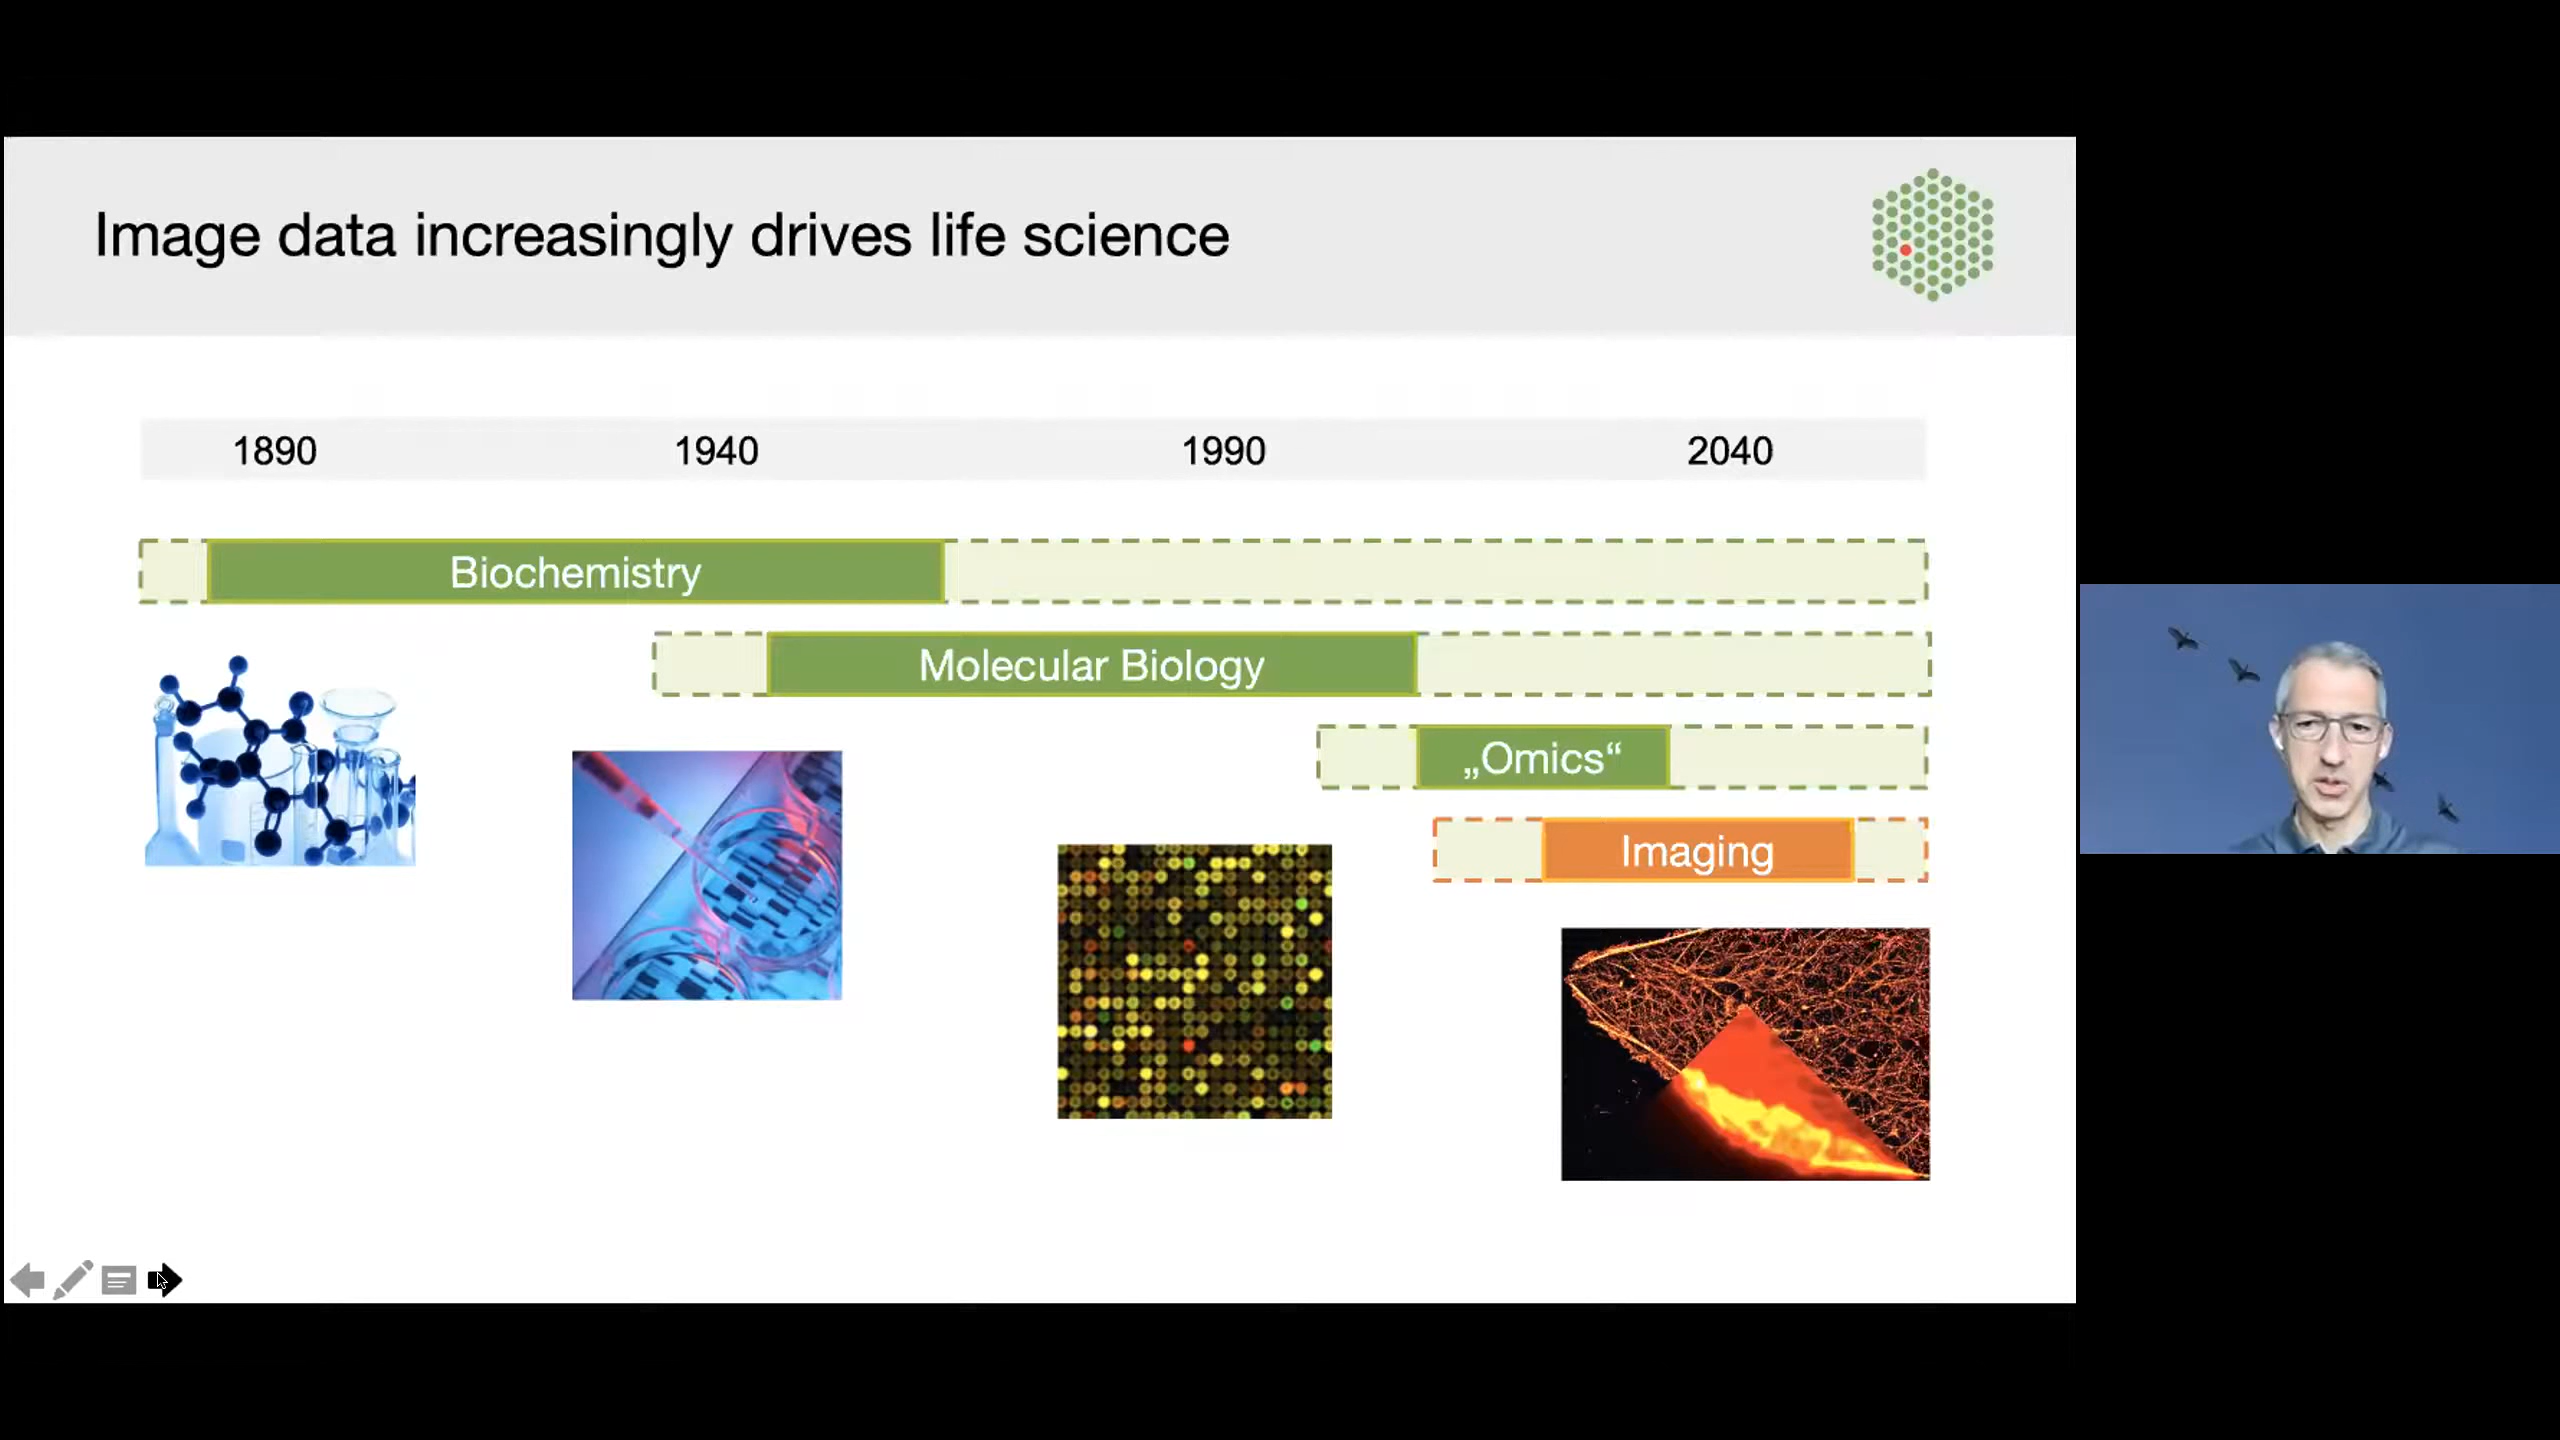 Image data increasingly drives life science
1890 1940 1990 2040
Biochemistry
Molecular Biology
„Omics“
Imaging